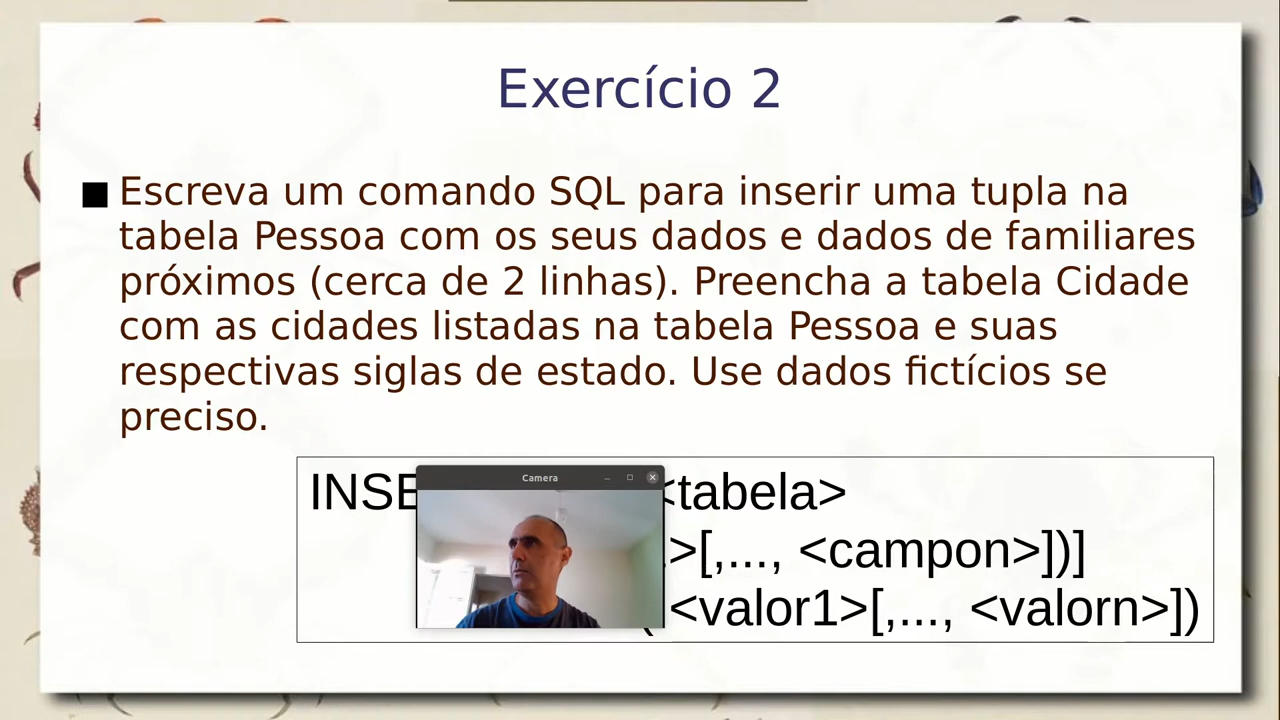 Exercício 2
■ Escreva um comando SQL para inserir uma tupla na
tabela Pessoa com os seus dados e dados de familiares
próximos (cerca de 2 linhas). Preencha a tabela Cidade
com as cidades listadas na tabela Pessoa e suas
respectivas siglas de estado. Use dados fictícios se
preciso.
INSE <tabela>
Camera
>[,..., <campon>])]
(<valor1>[,..., <valorn>])